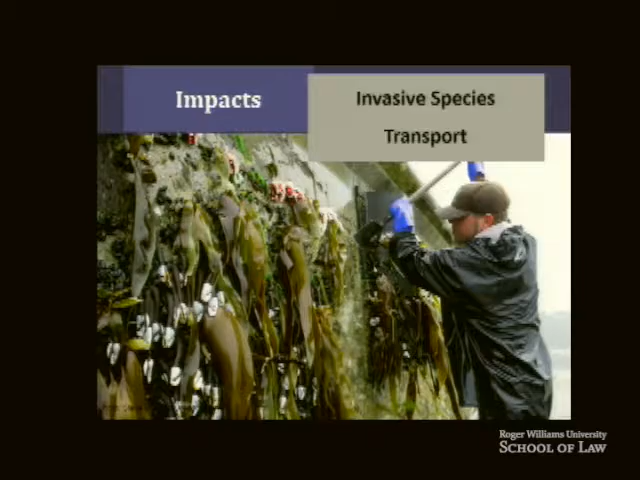 Impacts
Invasive Species
Transport
Roger Williams University
School of Law